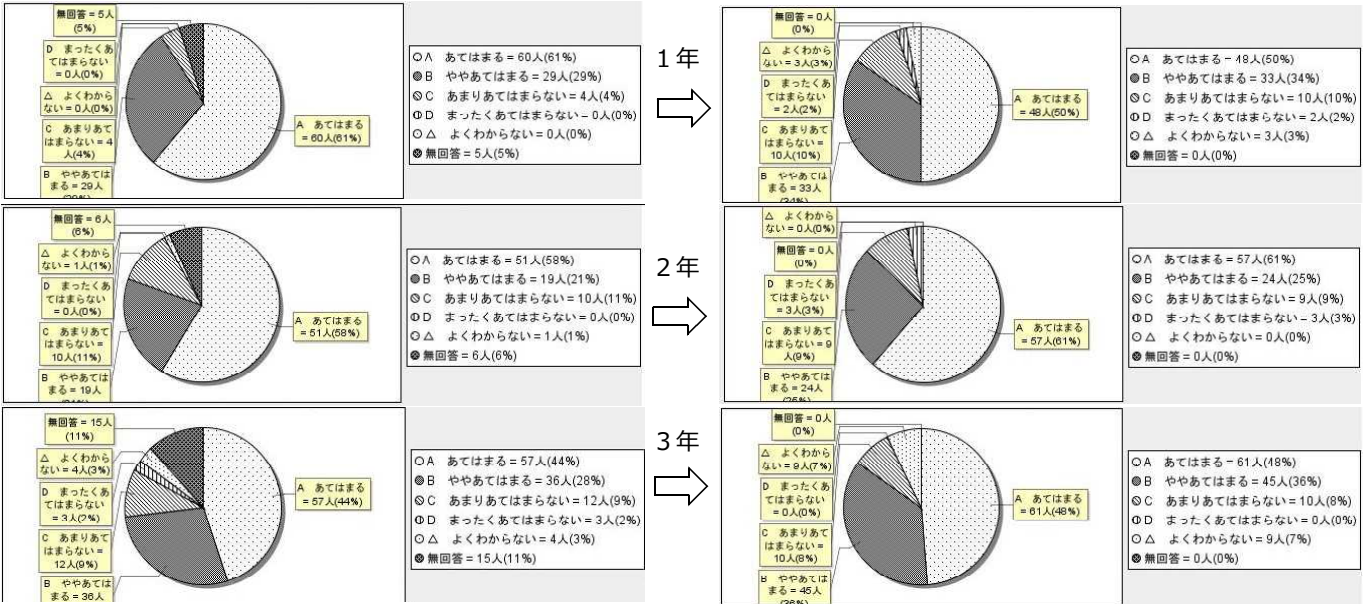 無回答 = 5人
(5%)
D まったくあ
てはまらない
= 0人(0%)
△ よくわから
ない = 0人(0%)
C あまりあて
はまらない = 4
人(4%)
B ややあては
まる = 29人
A あてはまる
= 60人(61%)
A あてはまる = 60人(61%)
B ややあてはまる = 29人(29%)
C あまりあてはまらない = 4人(4%)
D まったくあてはまらない = 0人(0%)
△ よくわからない = 0人(0%)
無回答 = 5人(5%)
1年
無回答 = 0人
(0%)
△ よくわから
ない = 3人(3%)
D まったくあ
てはまらない
= 2人(2%)
C あまりあて
はまらない =
10人(10%)
B ややあては
まる = 33人
(34%)
A あてはまる
= 48人(50%)
A あてはまる = 48人(50%)
B ややあてはまる = 33人(34%)
C あまりあてはまらない = 10人(10%)
D まったくあてはまらない = 2人(2%)
△ よくわからない = 3人(3%)
無回答 = 0人(0%)
無回答 = 6人
(6%)
△ よくわから
ない = 1人(1%)
D まったくあ
てはまらない
= 0人(0%)
C あまりあて
はまらない =
10人(11%)
B ややあては
まる = 19人
A あてはまる
= 51人(58%)
A あてはまる = 51人(58%)
B ややあてはまる = 19人(21%)
C あまりあてはまらない = 10人(11%)
D まったくあてはまらない = 0人(0%)
△ よくわからない = 1人(1%)
無回答 = 6人(6%)
2年
△ よくわから
ない = 0人(0%)
無回答 = 0人
(0%)
D まったくあ
てはまらない
= 3人(3%)
C あまりあて
はまらない = 9
人(9%)
B ややあては
まる = 24人
(25%)
A あてはまる
= 57人(61%)
A あてはまる = 57人(61%)
B ややあてはまる = 24人(25%)
C あまりあてはまらない = 9人(9%)
D まったくあてはまらない = 3人(3%)
△ よくわからない = 0人(0%)
無回答 = 0人(0%)
無回答 = 15人
(11%)
△ よくわから
ない = 4人(3%)
D まったくあ
てはまらない
= 3人(2%)
C あまりあて
はまらない =
12人(9%)
B ややあては
まる = 36人
A あてはまる
= 57人(44%)
A あてはまる = 57人(44%)
B ややあてはまる = 36人(28%)
C あまりあてはまらない = 12人(9%)
D まったくあてはまらない = 3人(2%)
△ よくわからない = 4人(3%)
無回答 = 15人(11%)
3年
無回答 = 0人
(0%)
△ よくわから
ない = 9人(7%)
D まったくあ
てはまらない
= 0人(0%)
C あまりあて
はまらない =
10人(8%)
B ややあては
まる = 45人
(36%)
A あてはまる
= 61人(48%)
A あてはまる = 61人(48%)
B ややあてはまる = 45人(36%)
C あまりあてはまらない = 10人(8%)
D まったくあてはまらない = 0人(0%)
△ よくわからない = 9人(7%)
無回答 = 0人(0%)